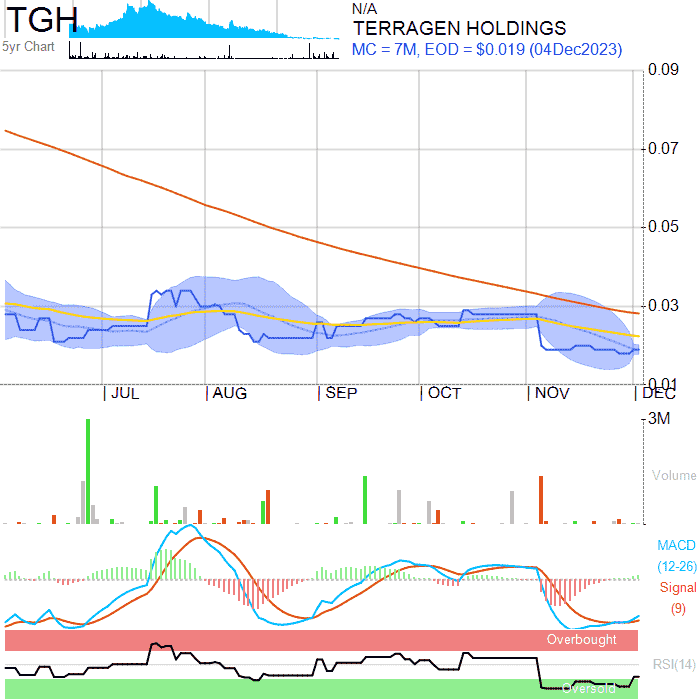 TGH
5yr Chart
N/A
TERRAGEN HOLDINGS
MC = 7M, EOD = $0.019 (04Dec2023)
0.09
0.07
0.05
0.03
0.01
JUL AUG SEP OCT NOV DEC
3M
Volume
MACD
(12-26)
Signal
(9)
Overbought
RSI(14)
Oversold